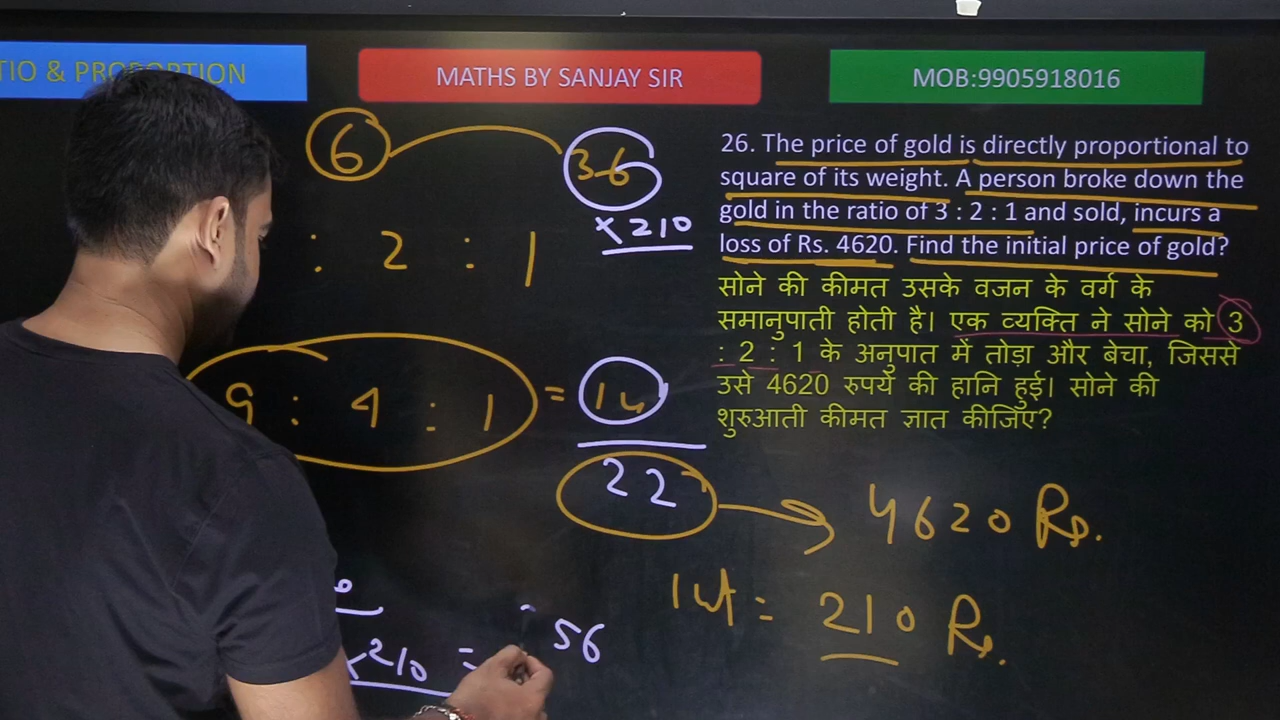 TIO & PROPORTION
MATHS BY SANJAY SIR
MOB:9905918016
6
36
x 210
: 2 : 1
9 : 4 : 1 = 14
22
4620 Rs.
1 ut = 210 Rs.
x210 =
56
26. The price of gold is directly proportional to
square of its weight. A person broke down the
gold in the ratio of 3 : 2 : 1 and sold, incurs a
loss of Rs. 4620. Find the initial price of gold?
सोने की कीमत उसके वजन के वर्ग के
समानुपाती होती है। एक व्यक्ति ने सोने को 3
: 2 : 1 के अनुपात में तोड़ा और बेचा, जिससे
उसे 4620 रुपये की हानि हुई। सोने की
शुरुआती कीमत ज्ञात कीजिए?